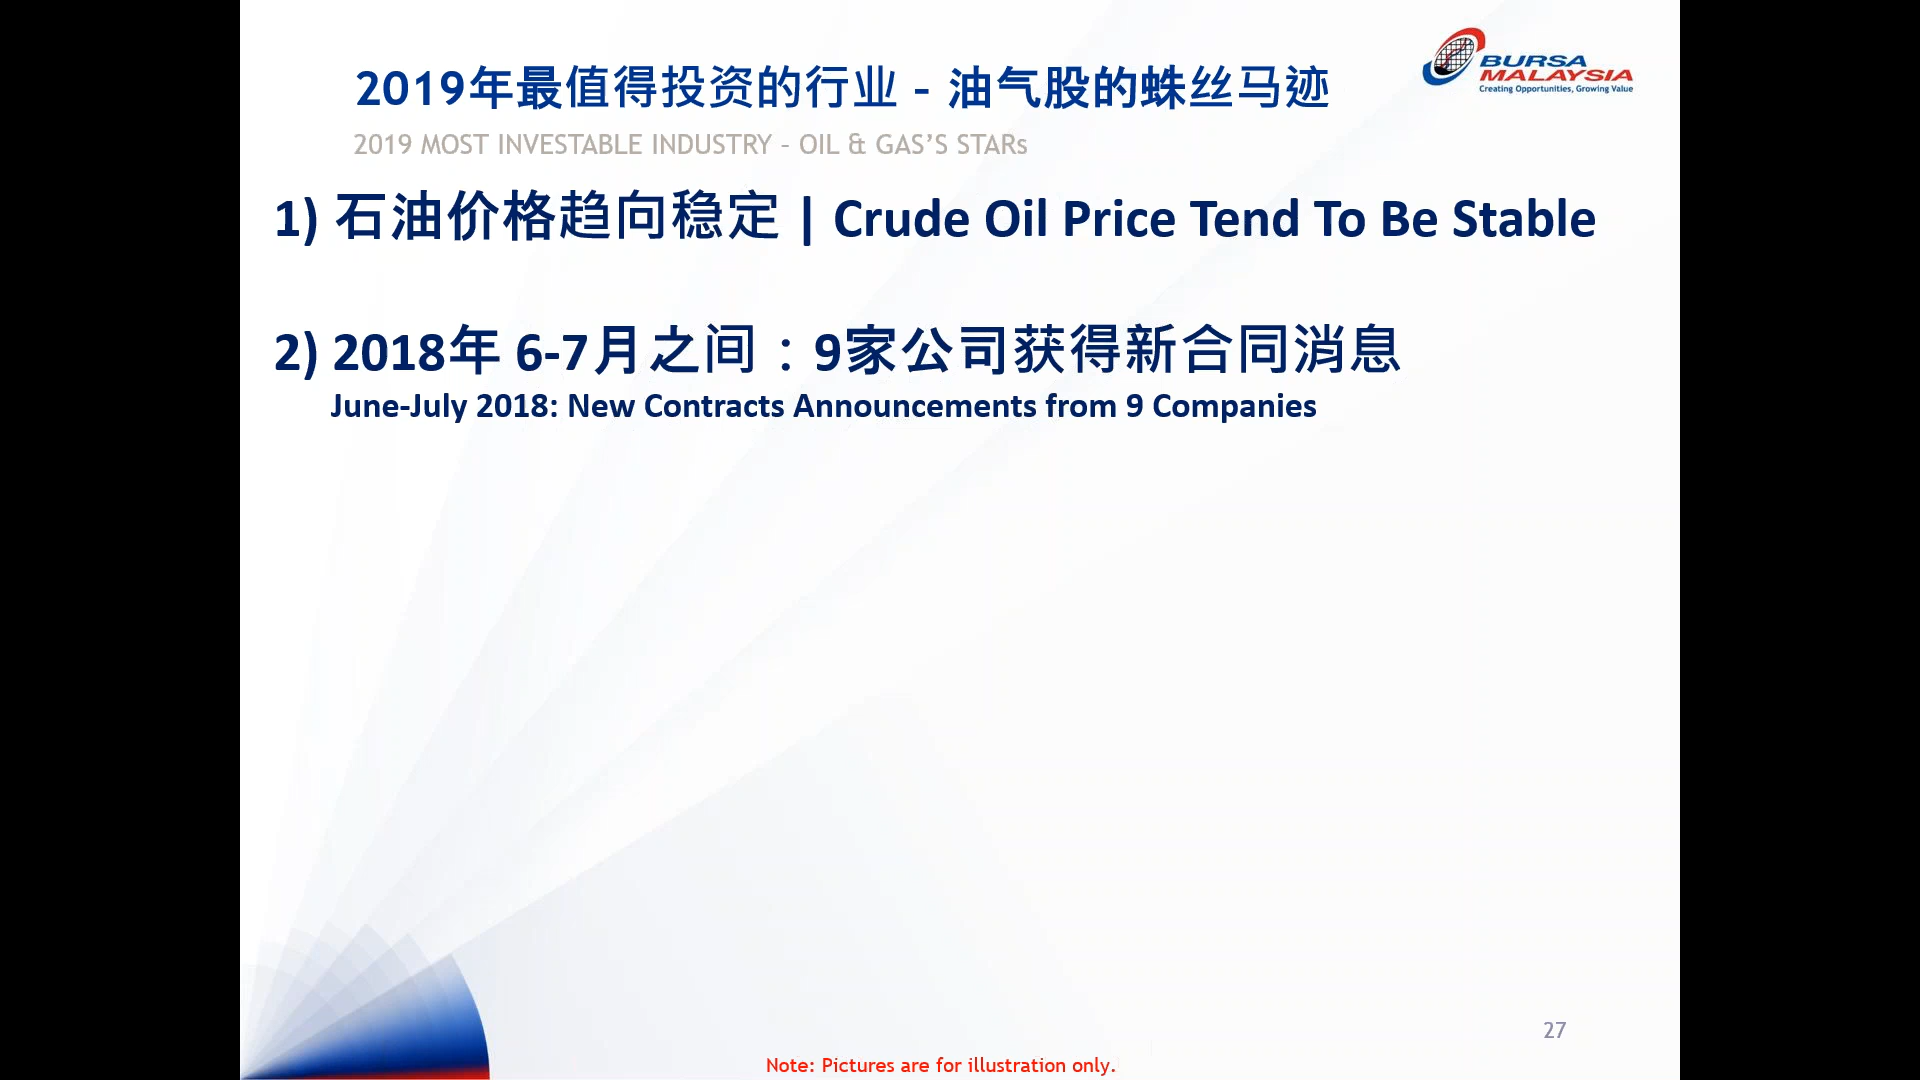 2019年最值得投资的行业 - 油气股的蛛丝马迹
BURSA
MALAYSIA
Creating Opportunities, Growing Value
2019 MOST INVESTABLE INDUSTRY – OIL & GAS’S STARs
1) 石油价格趋向稳定 | Crude Oil Price Tend To Be Stable
2) 2018年 6-7月之间：9家公司获得新合同消息
June-July 2018: New Contracts Announcements from 9 Companies
27
Note: Pictures are for illustration only.